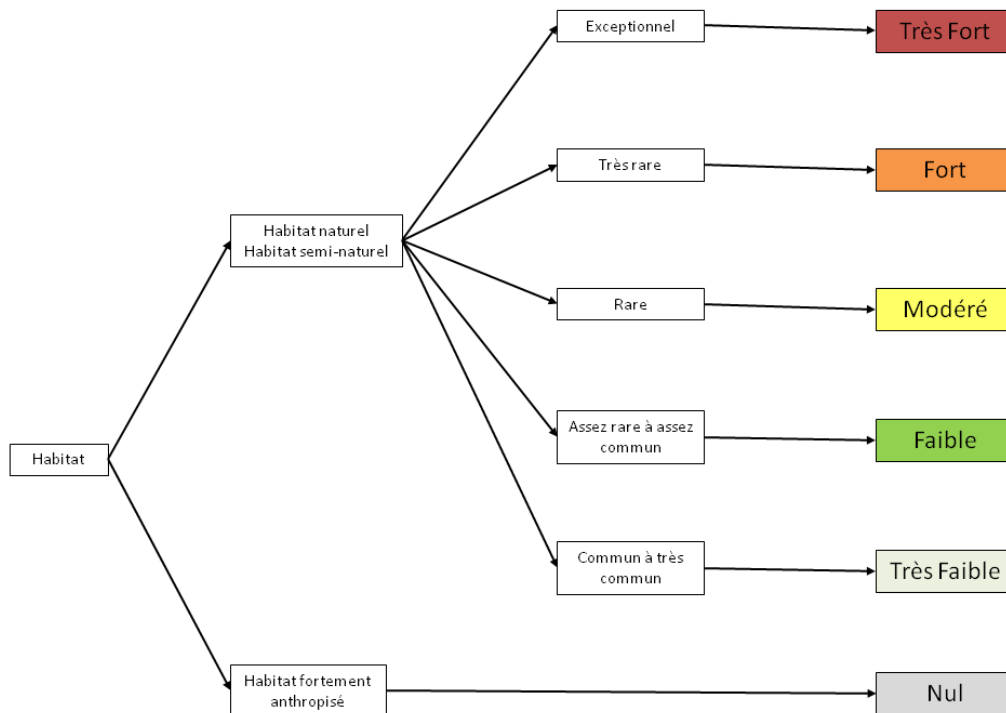 Exceptionnel
Très Fort
Très rare
Fort
Habitat naturel
Habitat semi-naturel
Rare
Modéré
Assez rare à assez
commun
Faible
Habitat
Commun à très
commun
Très Faible
Habitat fortement
anthropisé
Nul